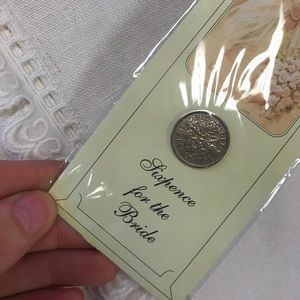 Sixpence
for the
Bride